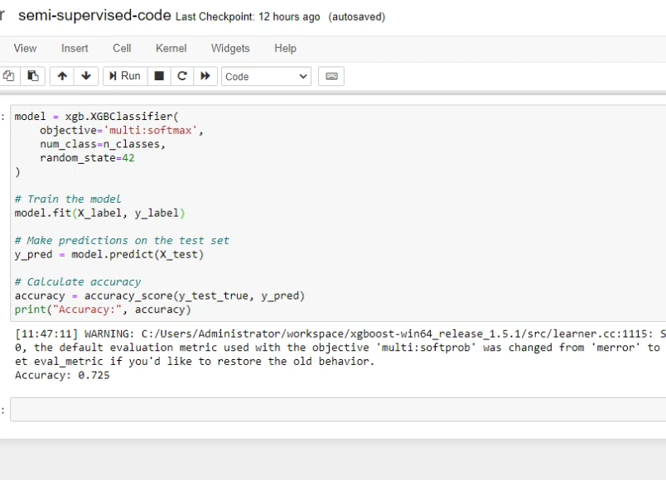 r semi-supervised-code Last Checkpoint: 12 hours ago (autosaved)
View Insert Cell Kernel Widgets Help
Run Code
: model = xgb.XGBClassifier(
    objective='multi:softmax',
    num_class=n_classes,
    random_state=42
)
# Train the model
model.fit(X_label, y_label)
# Make predictions on the test set
y_pred = model.predict(X_test)
# Calculate accuracy
accuracy = accuracy_score(y_test_true, y_pred)
print("Accuracy:", accuracy)
[11:47:11] WARNING: C:/Users/Administrator/workspace/xgboost-win64_release_1.5.1/src/learner.cc:1115: S
0, the default evaluation metric used with the objective 'multi:softprob' was changed from 'merror' to
et eval_metric if you'd like to restore the old behavior.
Accuracy: 0.725
: